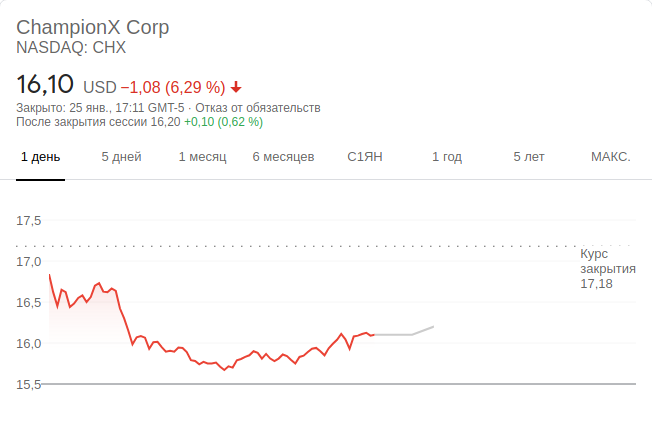 ChampionX Corp
NASDAQ: CHX
16,10 USD −1,08 (6,29 %)
Закрыто: 25 янв., 17:11 GMT-5 · Отказ от обязательств
После закрытия сессии 16,20 +0,10 (0,62 %)
1 день 5 дней 1 месяц 6 месяцев С1ЯН 1 год 5 лет МАКС.
17,5
Курс
17,0
закрытия
17,18
16,5
16,0
15,5